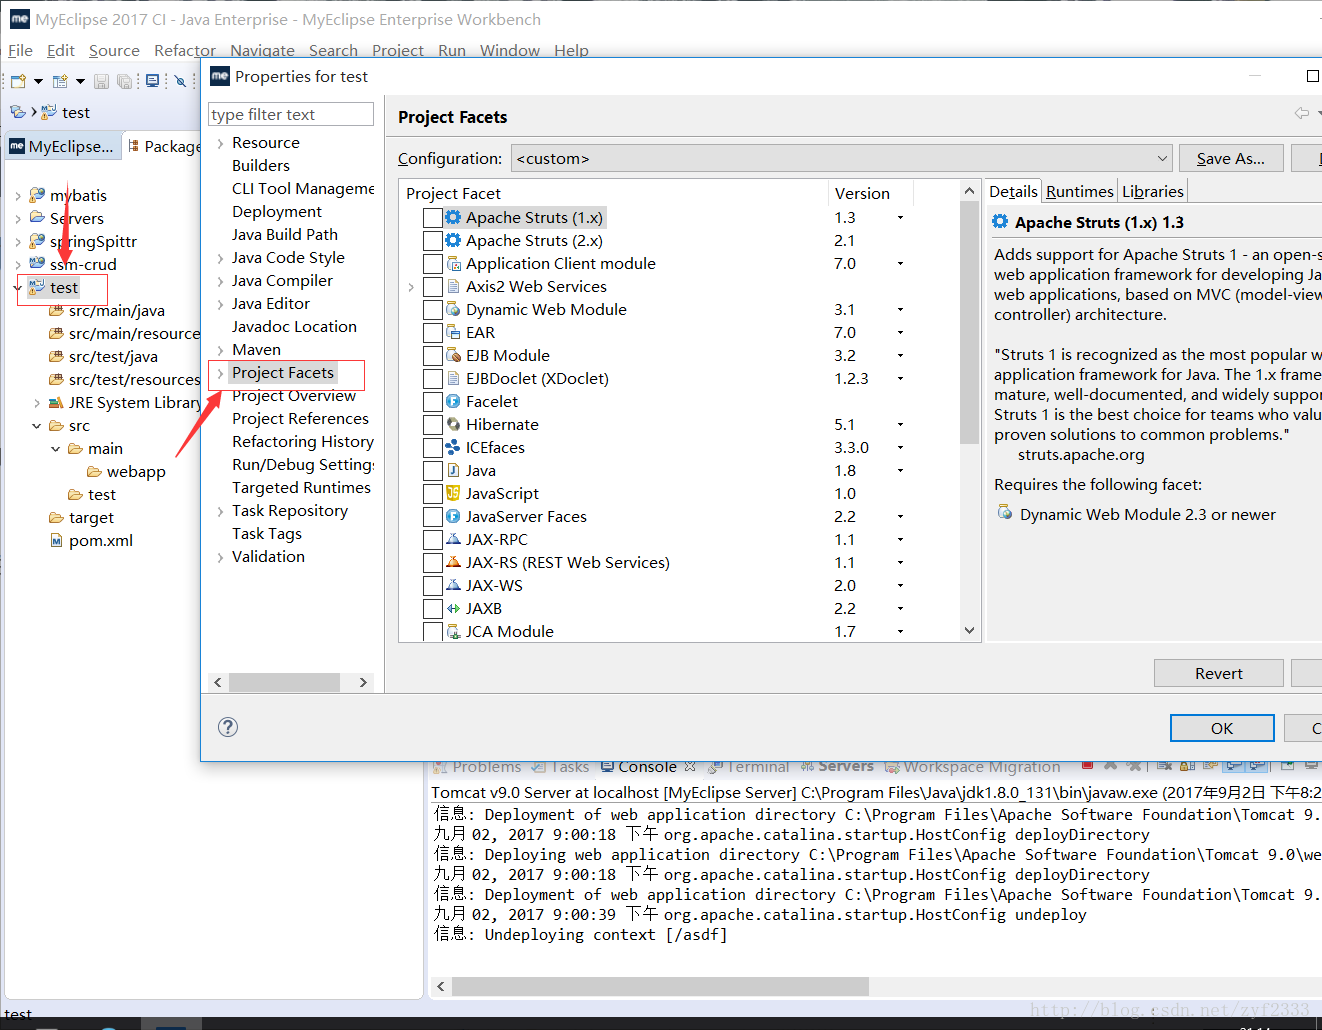 me MyEclipse 2017 CI - Java Enterprise - MyEclipse Enterprise Workbench
File Edit Source Refactor Navigate Search Project Run Window Help
test
me MyEclipse... Package
mybatis
Servers
springSpittr
ssm-crud
test
src/main/java
src/main/resource
src/test/java
src/test/resources
JRE System Library
src
main
webapp
test
target
pom.xml
me Properties for test
type filter text
Resource
Builders
CLI Tool Manageme
Deployment
Java Build Path
Java Code Style
Java Compiler
Java Editor
Javadoc Location
Maven
Project Facets
Project Overview
Project References
Refactoring History
Run/Debug Settings
Targeted Runtimes
Task Repository
Task Tags
Validation
Project Facets
Configuration: <custom> Save As...
Project Facet Version
Apache Struts (1.x) 1.3
Apache Struts (2.x) 2.1
Application Client module 7.0
Axis2 Web Services
Dynamic Web Module 3.1
EAR 7.0
EJB Module 3.2
EJBDoclet (XDoclet) 1.2.3
Facelet
Hibernate 5.1
ICEfaces 3.3.0
Java 1.8
JavaScript 1.0
JavaServer Faces 2.2
JAX-RPC 1.1
JAX-RS (REST Web Services) 1.1
JAX-WS 2.0
JAXB 2.2
JCA Module 1.7
Details Runtimes Libraries
Apache Struts (1.x) 1.3
Adds support for Apache Struts 1 - an open-s
web application framework for developing Ja
web applications, based on MVC (model-view
controller) architecture.
"Struts 1 is recognized as the most popular w
application framework for Java. The 1.x frame
mature, well-documented, and widely suppo
Struts 1 is the best choice for teams who valu
proven solutions to common problems."
struts.apache.org
Requires the following facet:
Dynamic Web Module 2.3 or newer
Revert
OK C
Problems Tasks Console Terminal Servers Workspace Migration
Tomcat v9.0 Server at localhost [MyEclipse Server] C:\Program Files\Java\jdk1.8.0_131\bin\javaw.exe (2017年9月2日 下午8:2
信息: Deployment of web application directory C:\Program Files\Apache Software Foundation\Tomcat 9.
九月 02, 2017 9:00:18 下午 org.apache.catalina.startup.HostConfig deployDirectory
信息: Deploying web application directory C:\Program Files\Apache Software Foundation\Tomcat 9.0\we
九月 02, 2017 9:00:18 下午 org.apache.catalina.startup.HostConfig deployDirectory
信息: Deployment of web application directory C:\Program Files\Apache Software Foundation\Tomcat 9.
九月 02, 2017 9:00:39 下午 org.apache.catalina.startup.HostConfig undeploy
信息: Undeploying context [/asdf]
test
http://blog.csdn.net/zyf2333